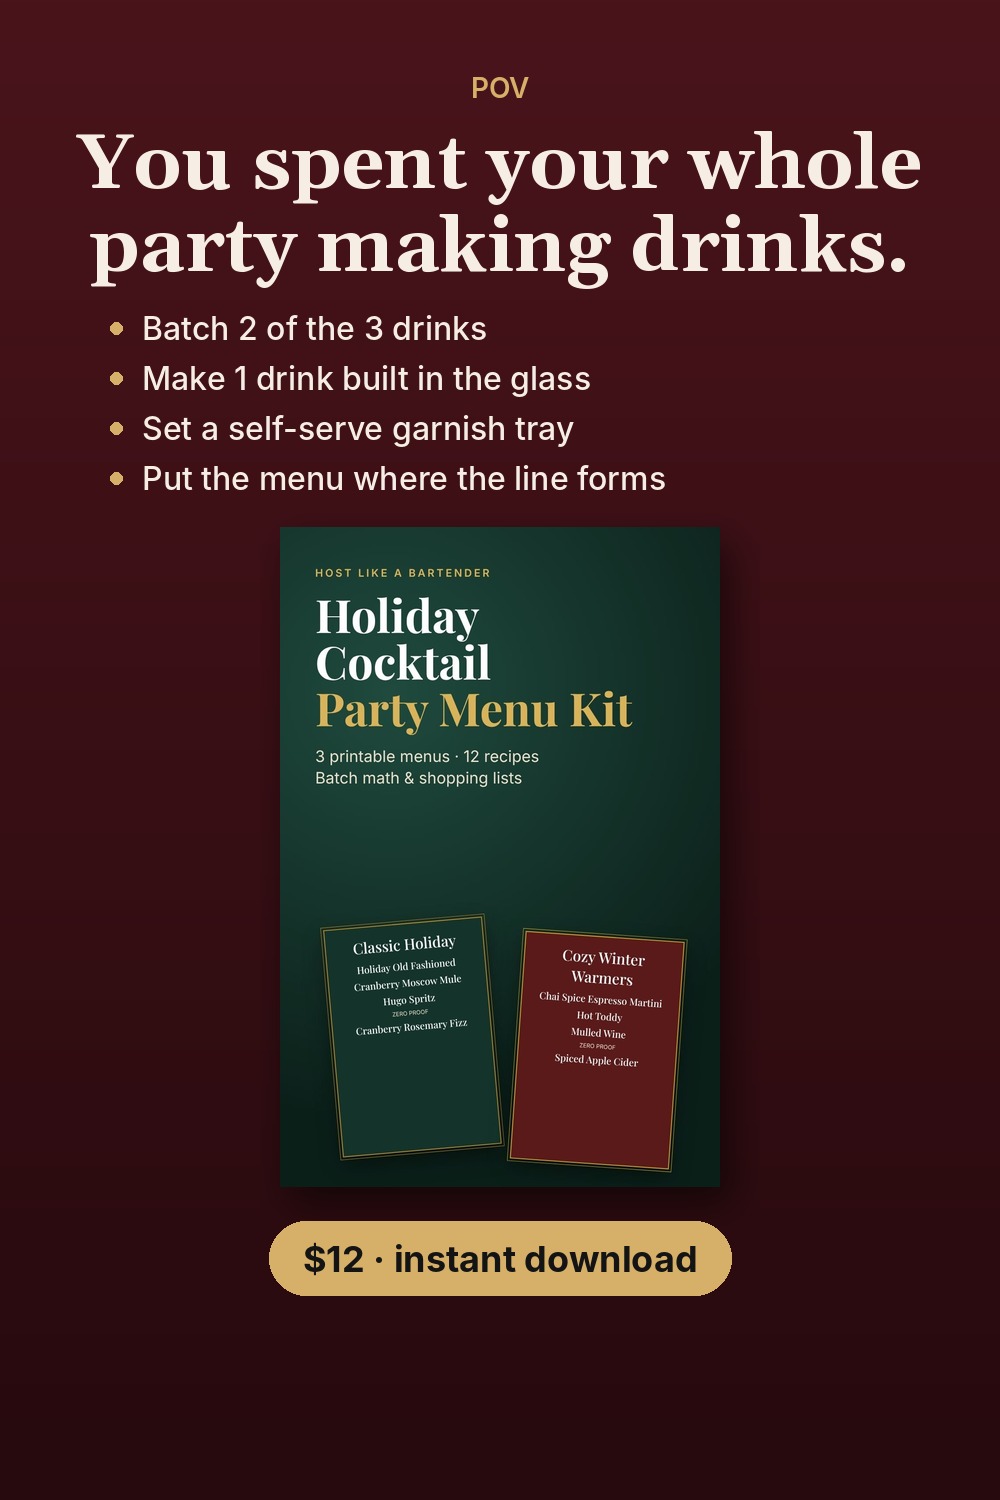 POV
You spent your whole
party making drinks.
Batch 2 of the 3 drinks
Make 1 drink built in the glass
Set a self-serve garnish tray
Put the menu where the line forms
HOST LIKE A BARTENDER
Holiday
Cocktail
Party Menu Kit
3 printable menus · 12 recipes
Batch math & shopping lists
Classic Holiday
Holiday Old Fashioned
Cranberry Moscow Mule
Hugo Spritz
ZERO PROOF
Cranberry Rosemary Fizz
Cozy Winter
Warmers
Chai Spice Espresso Martini
Hot Toddy
Mulled Wine
ZERO PROOF
Spiced Apple Cider
$12 · instant download